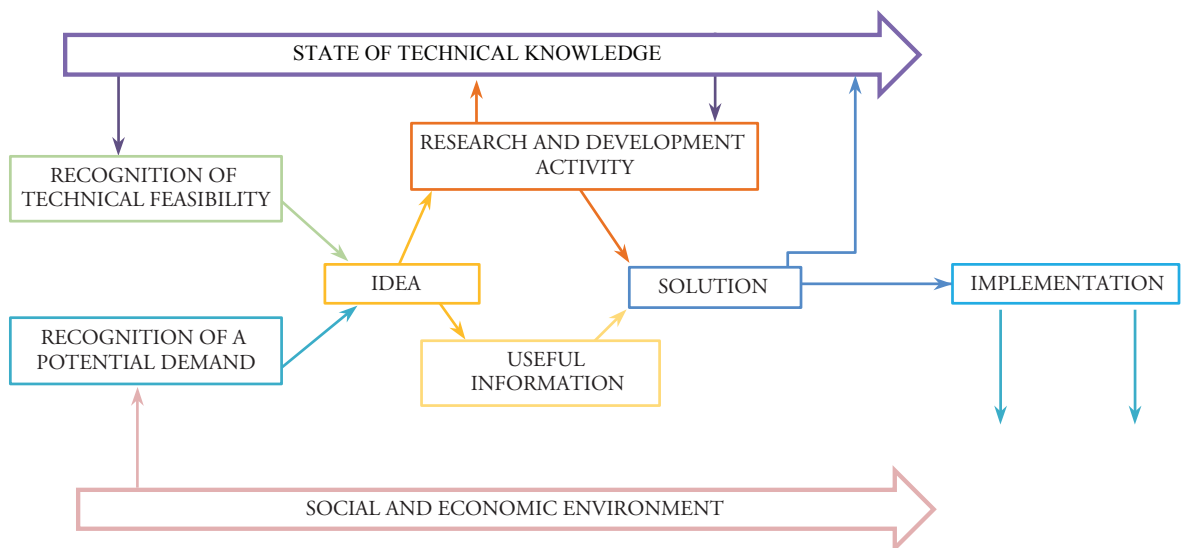 STATE OF TECHNICAL KNOWLEDGE
RESEARCH AND DEVELOPMENT
ACTIVITY
RECOGNITION OF
TECHNICAL FEASIBILITY
IDEA
SOLUTION
IMPLEMENTATION
RECOGNITION OF A
POTENTIAL DEMAND
USEFUL
INFORMATION
SOCIAL AND ECONOMIC ENVIRONMENT